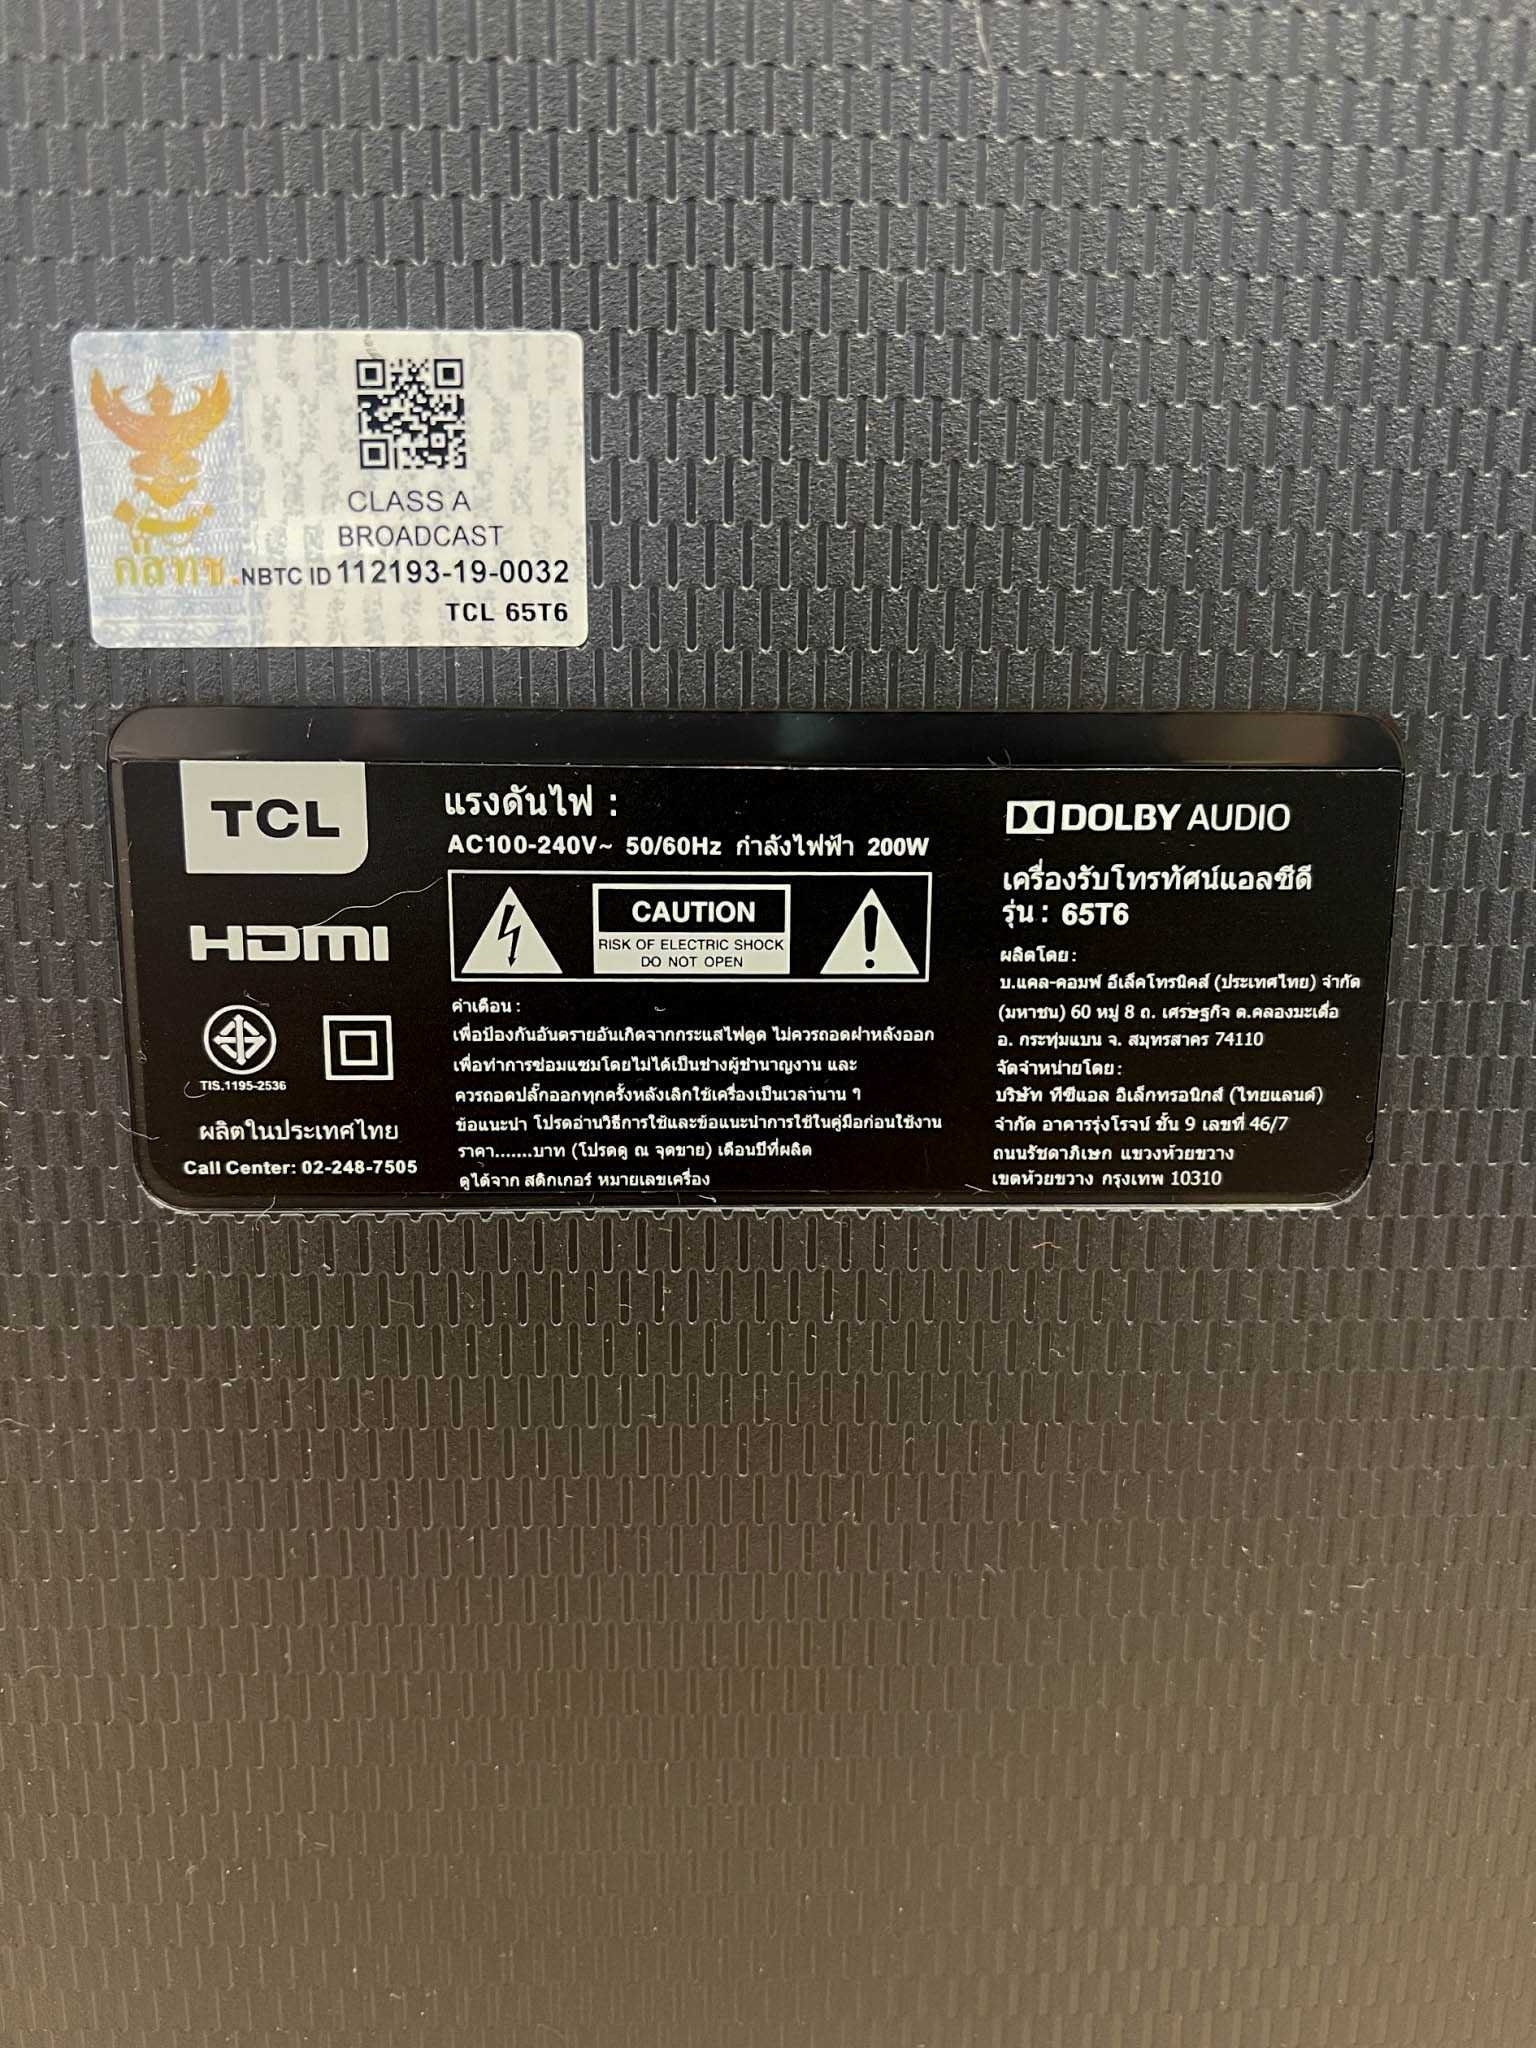 CLASS A
BROADCAST
กสทช.
NBTC ID 112193-19-0032
TCL 65T6
TCL
HDMI
TIS.1195-2536
ผลิตในประเทศไทย
Call Center: 02-248-7505
แรงดันไฟ :
AC100-240V~ 50/60Hz กำลังไฟฟ้า 200W
CAUTION
RISK OF ELECTRIC SHOCK
DO NOT OPEN
คำเตือน :
เพื่อป้องกันอันตรายอันเกิดจากกระแสไฟดูด ไม่ควรถอดฝาหลังออก
เพื่อทำการซ่อมแซมโดยไม่ได้เป็นช่างผู้ชำนาญงาน และ
ควรถอดปลั๊กออกทุกครั้งหลังเลิกใช้เครื่องเป็นเวลานาน ๆ
ข้อแนะนำ โปรดอ่านวิธีการใช้และข้อแนะนำการใช้ในคู่มือก่อนใช้งาน
ราคา.......บาท (โปรดดู ณ จุดขาย) เดือนปีที่ผลิต
ดูได้จาก สติกเกอร์ หมายเลขเครื่อง
DOLBY AUDIO
เครื่องรับโทรทัศน์แอลซีดี
รุ่น : 65T6
ผลิตโดย :
บ.แคล-คอมพ์ อีเล็คโทรนิคส์ (ประเทศไทย) จำกัด
(มหาชน) 60 หมู่ 8 ถ. เศรษฐกิจ ต.คลองมะเดื่อ
อ. กระทุ่มแบน จ. สมุทรสาคร 74110
จัดจำหน่ายโดย :
บริษัท ทีซีแอล อิเล็กทรอนิกส์ (ไทยแลนด์)
จำกัด อาคารรุ่งโรจน์ ชั้น 9 เลขที่ 46/7
ถนนรัชดาภิเษก แขวงห้วยขวาง
เขตห้วยขวาง กรุงเทพ 10310